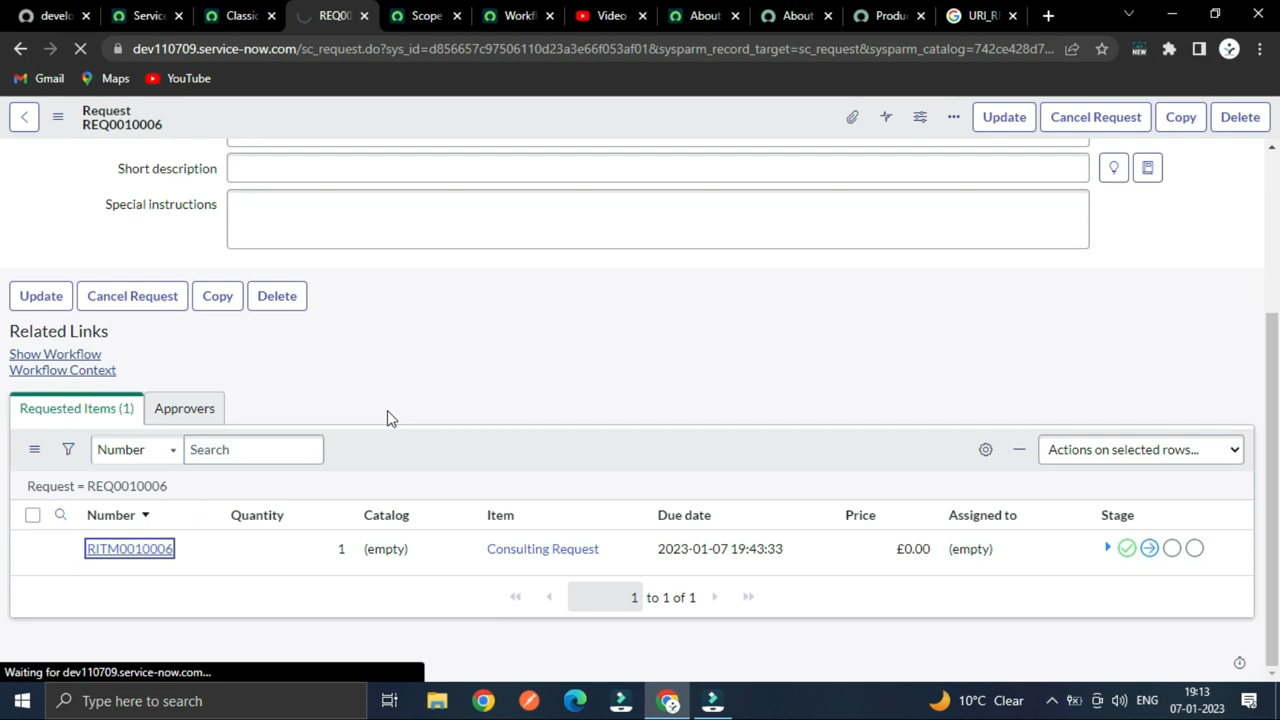 develo
Service
Classic
REQ00
Scope
Workfl
Video
About
About
Produ
URI_RE
dev110709.service-now.com/sc_request.do?sys_id=d856657c97506110d23a3e66f053af01&sysparm_record_target=sc_request&sysparm_catalog=742ce428d7...
NEW
Gmail
Maps
YouTube
Request
REQ0010006
Update
Cancel Request
Copy
Delete
Short description
Special instructions
Update
Cancel Request
Copy
Delete
Related Links
Show Workflow
Workflow Context
Requested Items (1)
Approvers
Number
Search
Actions on selected rows...
Request = REQ0010006
Number
Quantity
Catalog
Item
Due date
Price
Assigned to
Stage
RITM0010006
1
(empty)
Consulting Request
2023-01-07 19:43:33
£0.00
(empty)
1 to 1 of 1
Waiting for dev110709.service-now.com...
Type here to search
10°C Clear
ENG
19:13
07-01-2023